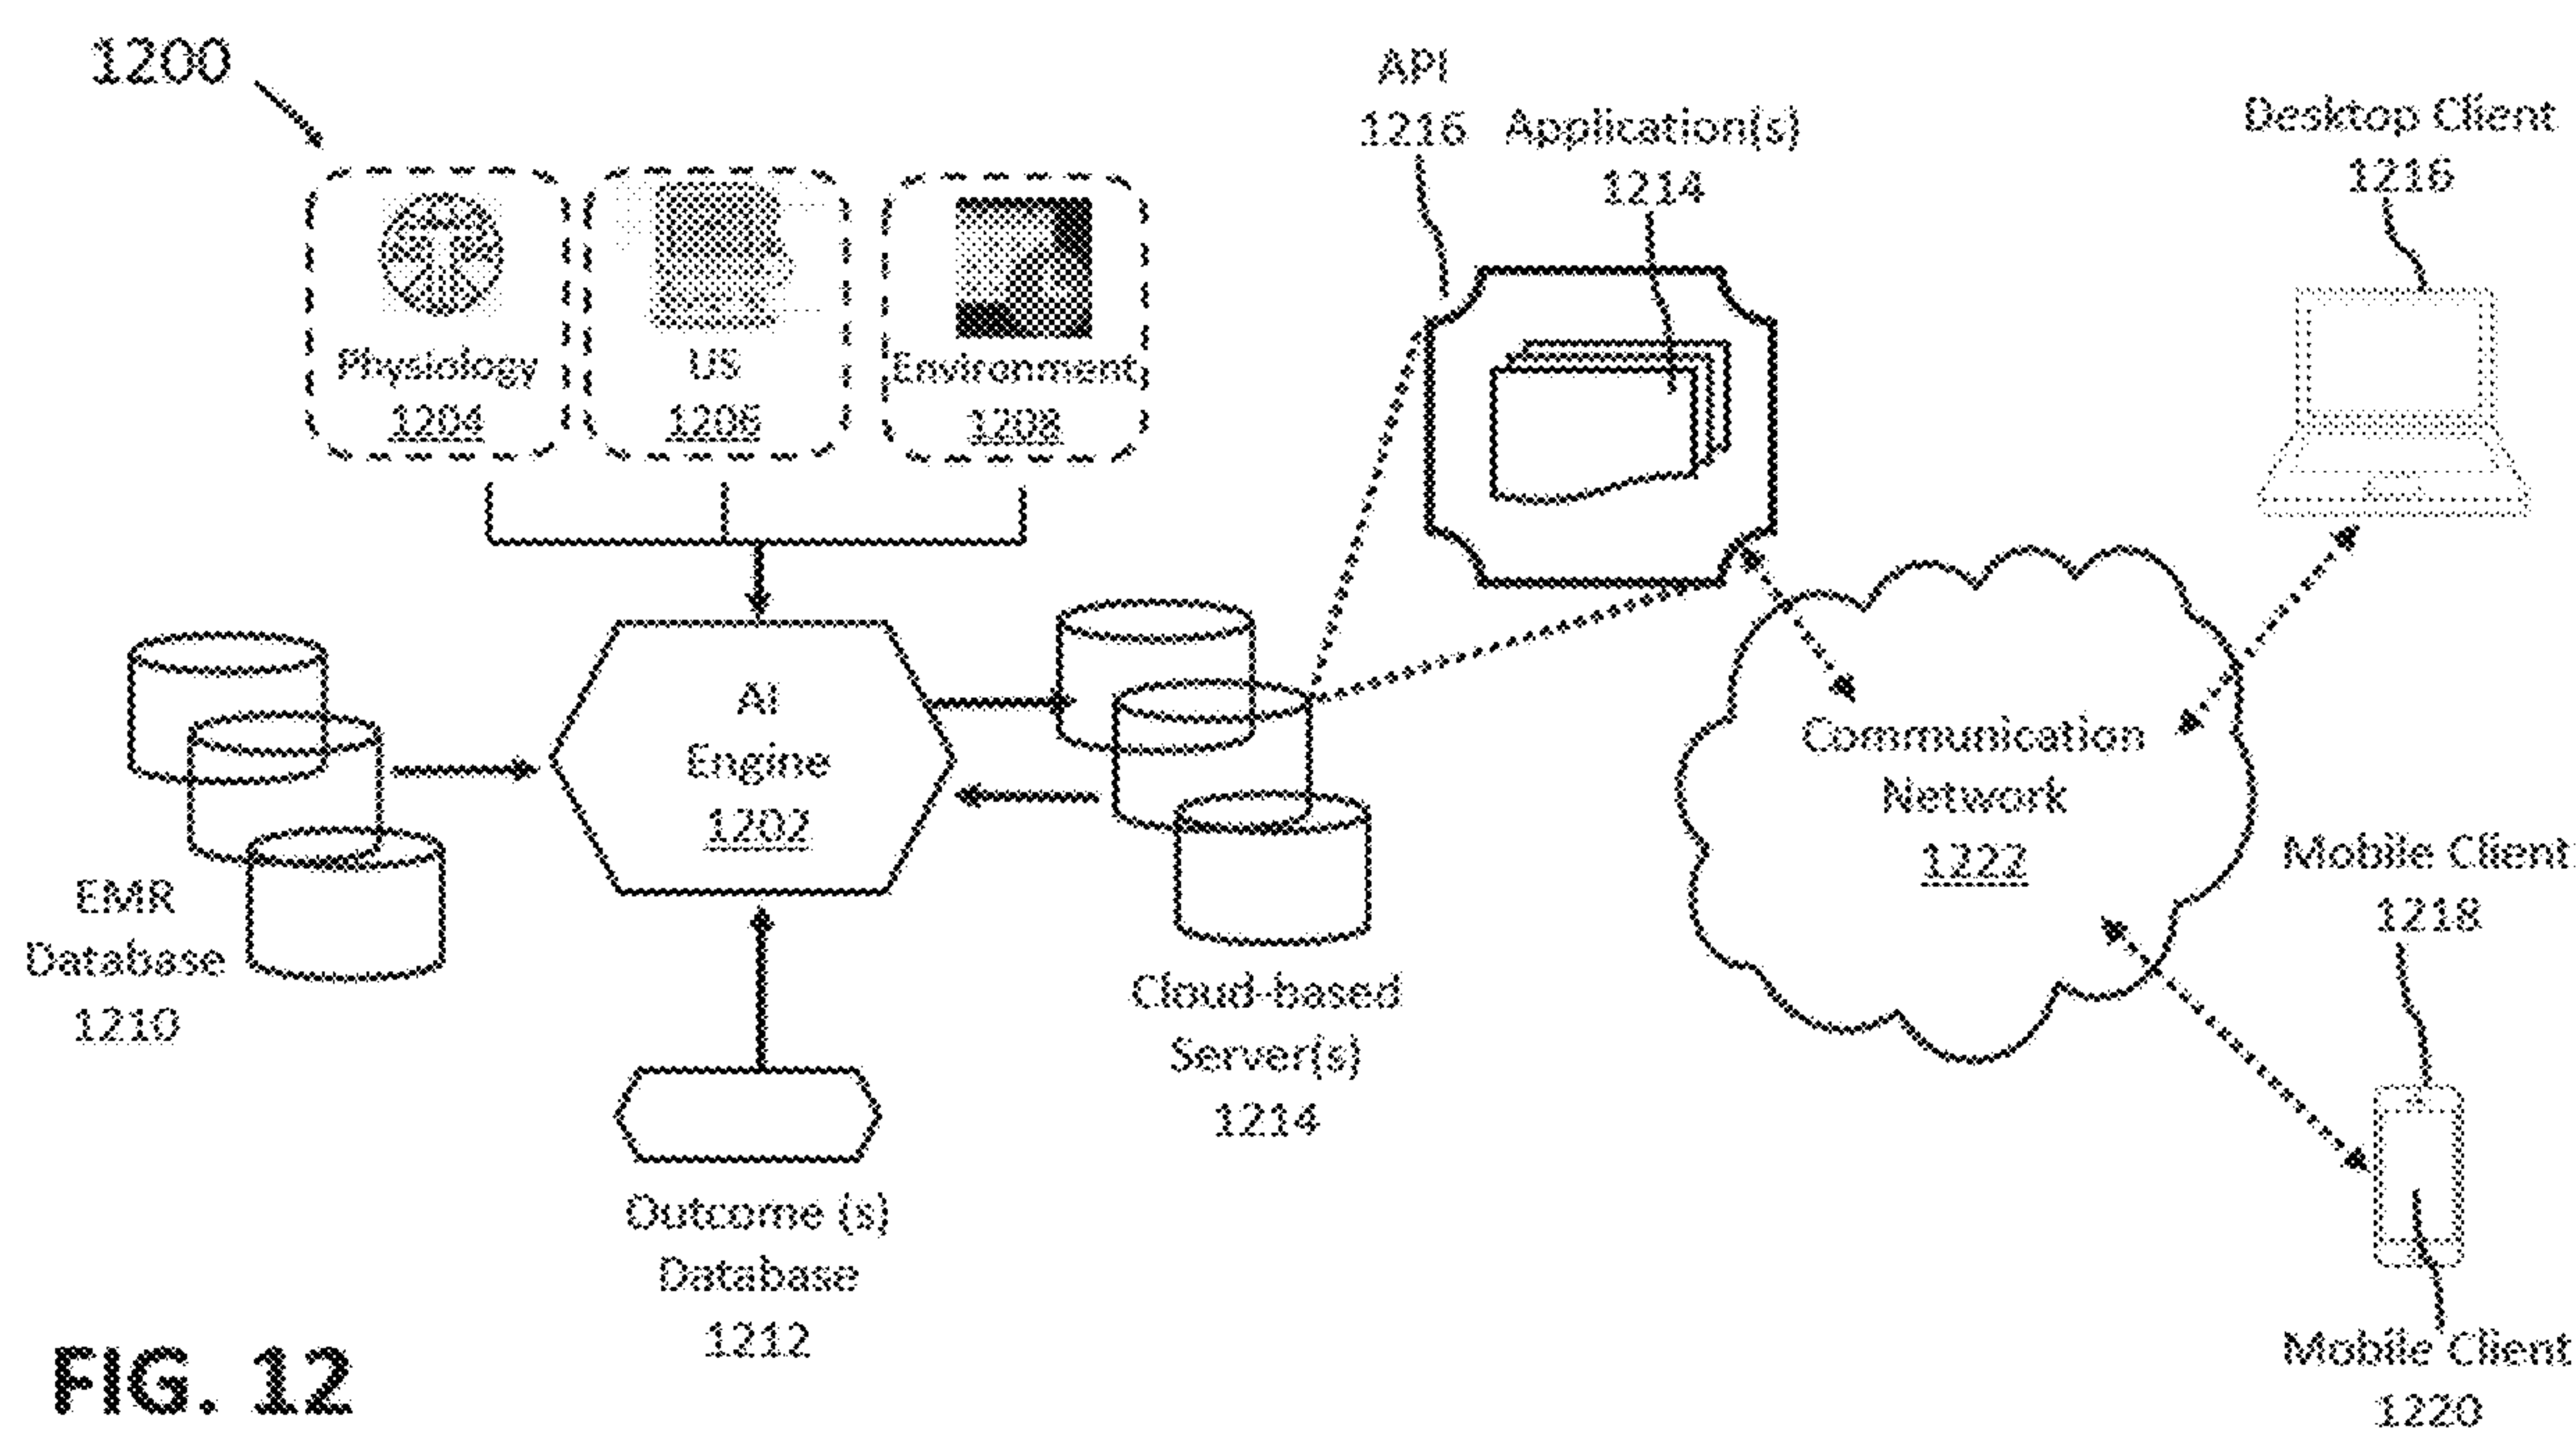 1200
API
1216
Application(s)
1214
Desktop Client
1216
Physiology
1204
US
1206
Environment
1208
AI
Engine
1202
EMR
Database
1210
Cloud-based
Server(s)
1214
Outcome (s)
Database
1212
Communication
Network
1222
Mobile Client
1218
Mobile Client
1220
FIG. 12